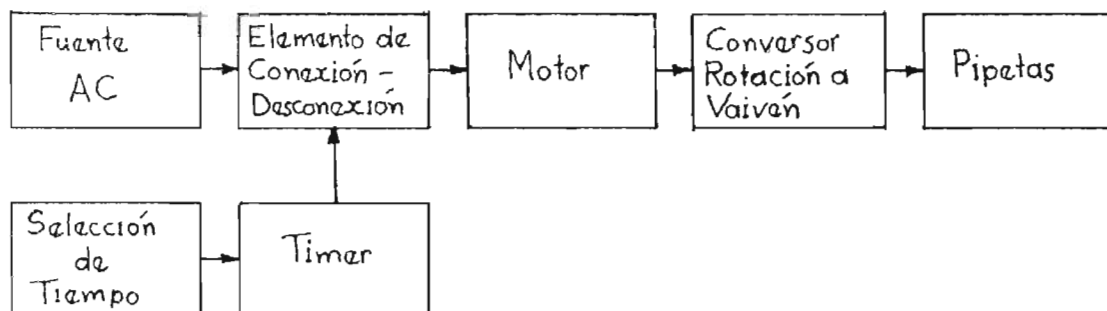 Fuente
AC
Elemento de
Conexión -
Desconexión
Motor
Conversor
Rotación a
Vaivén
Pipetas
Selección
de
Tiempo
Timer